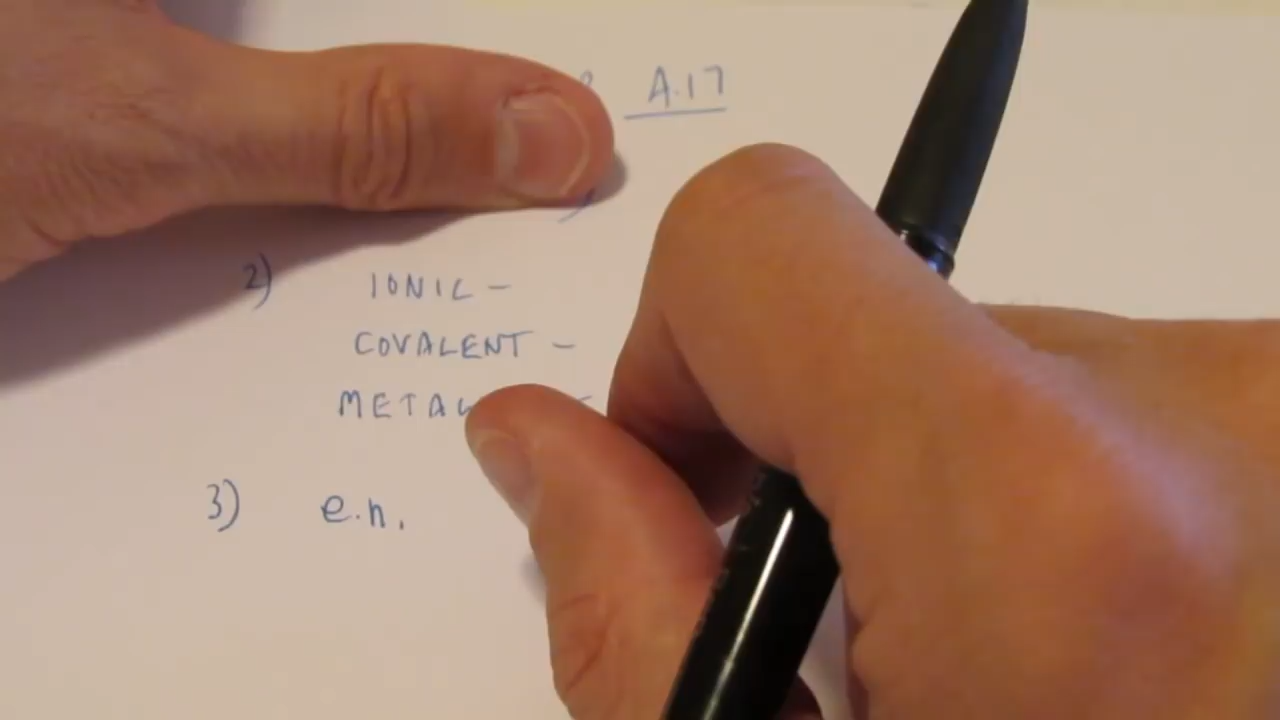 A.17
2) IONIC -
COVALENT -
-
3) e.n.